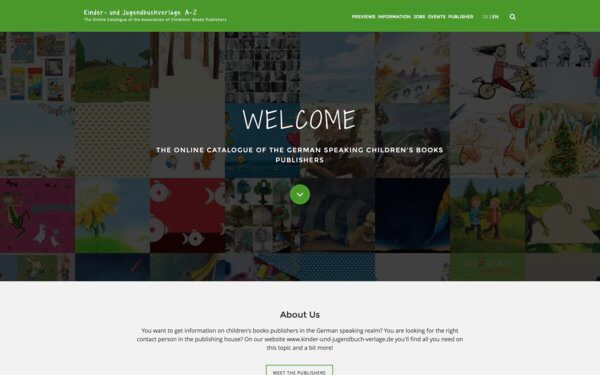 Kinder- und Jugendbuchverlage A-Z
The Online Catalogue of the Association of Children's Books Publishers
PREVIEWS INFORMATION JOBS EVENTS PUBLISHER DE | EN
WELCOME
THE ONLINE CATALOGUE OF THE GERMAN SPEAKING CHILDREN'S BOOKS
PUBLISHERS
About Us
You want to get information on children's books publishers in the German speaking realm? You are looking for the right
contact person in the publishing house? On our website www.kinder-und-jugendbuch-verlage.de you'll find all you need on
this topic and a bit more!
MEET THE PUBLISHERS